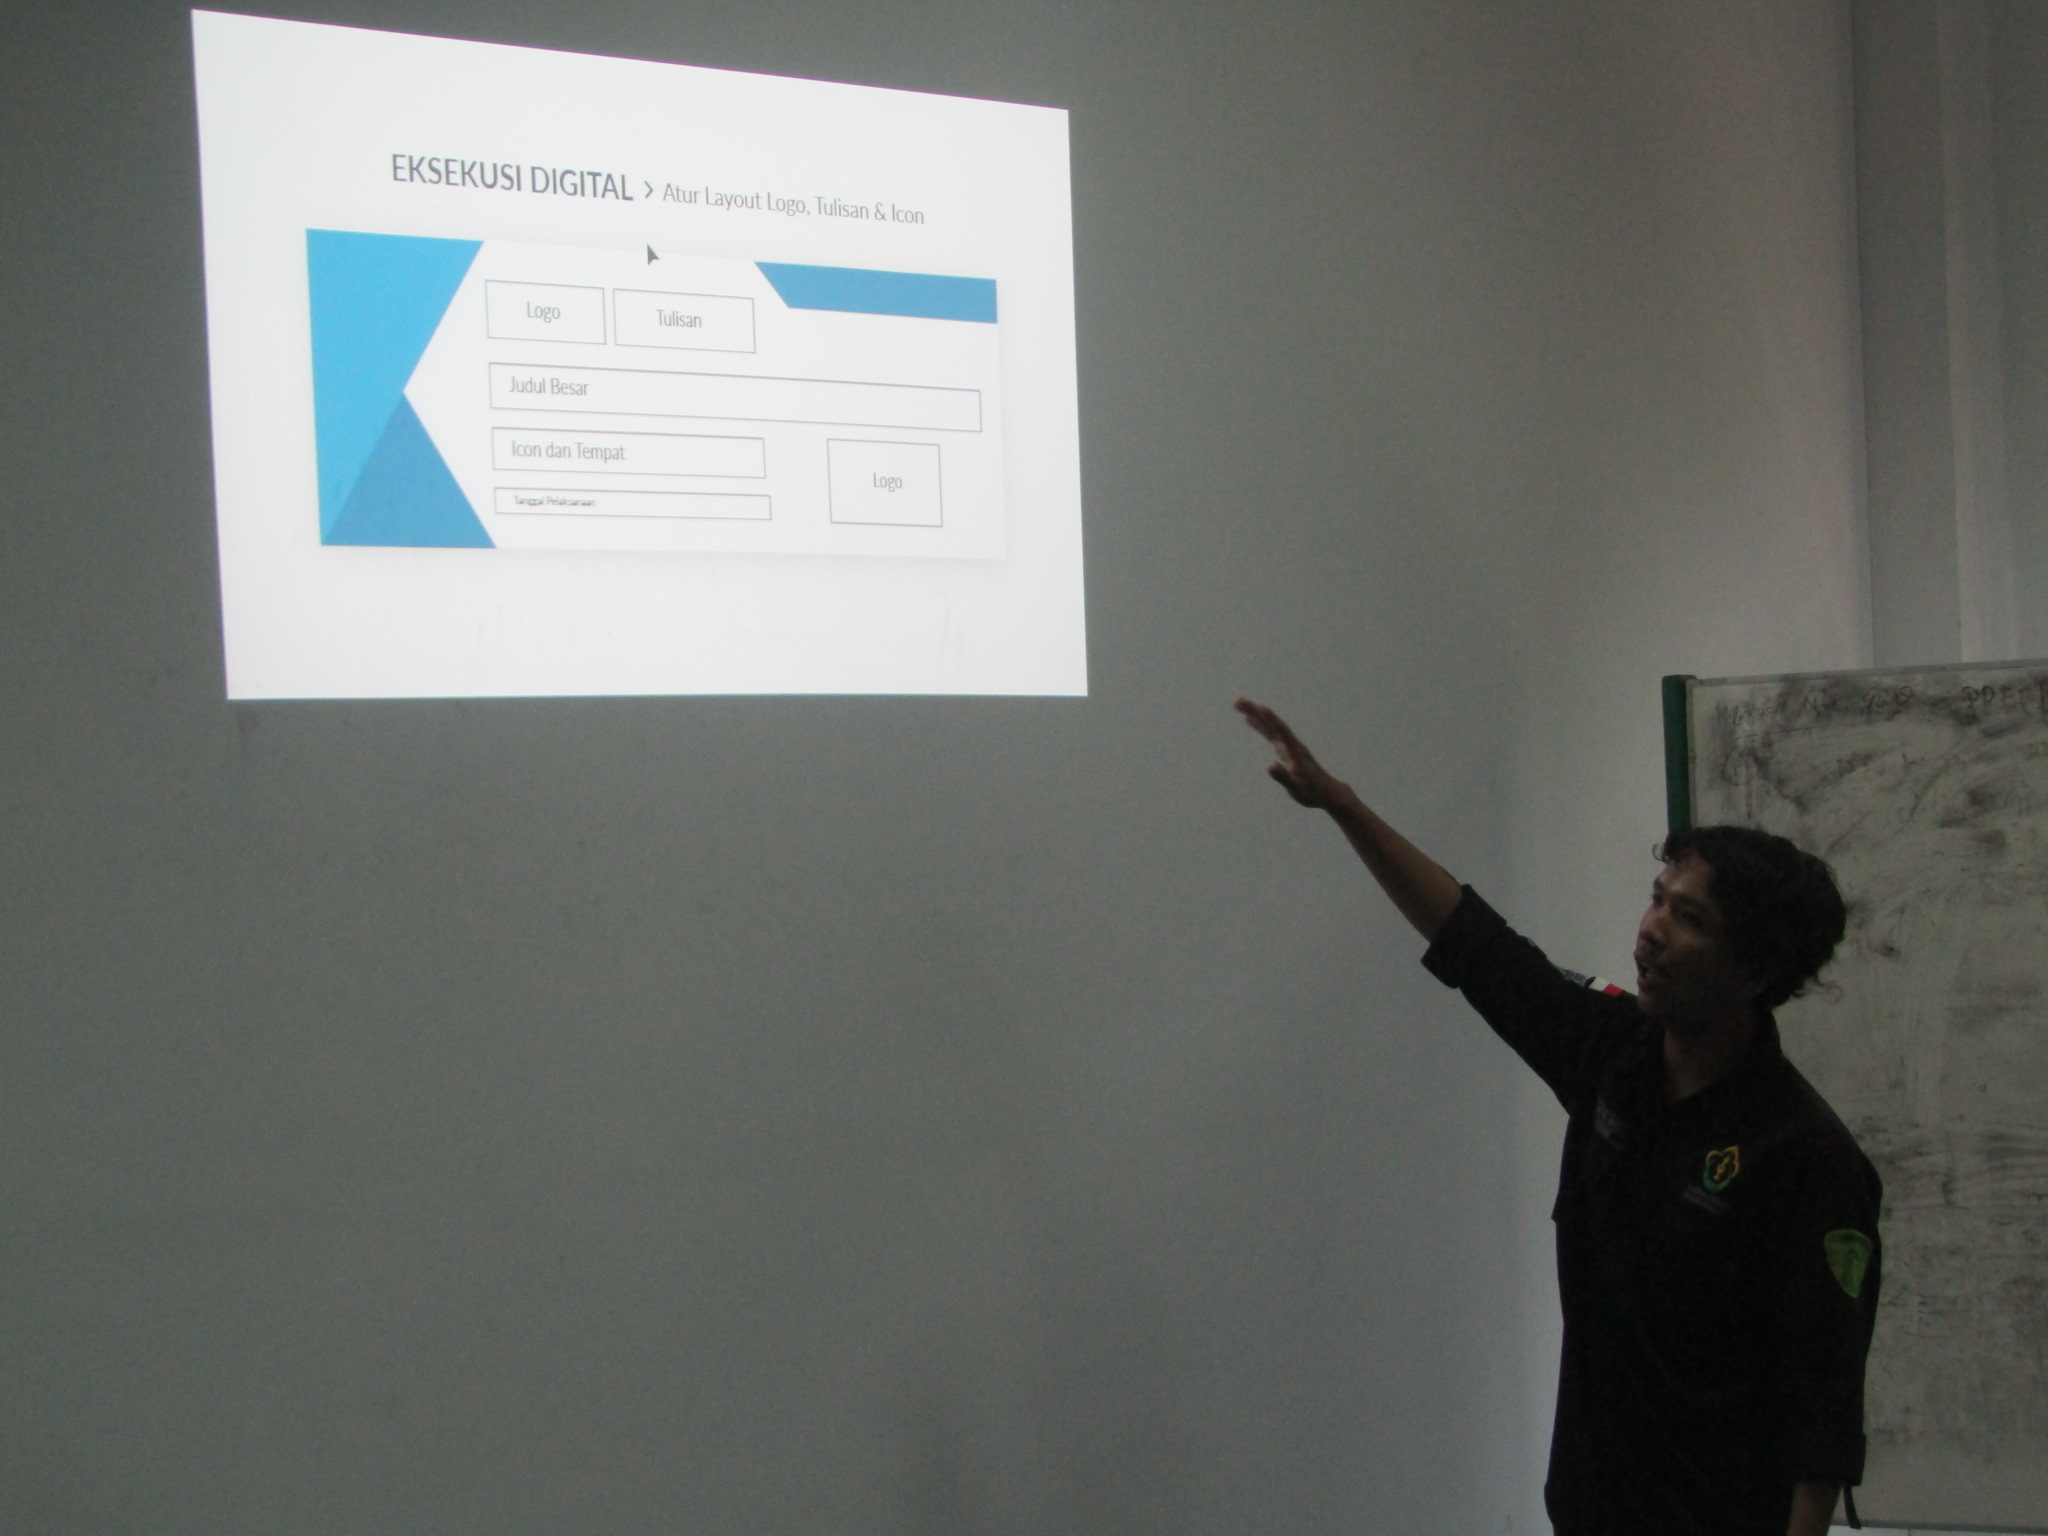 EKSEKUSI DIGITAL > Atur Layout Logo, Tulisan & Icon
Logo
Tulisan
Judul Besar
Icon dan Tempat
Logo
Tanggal Pelaksanaan